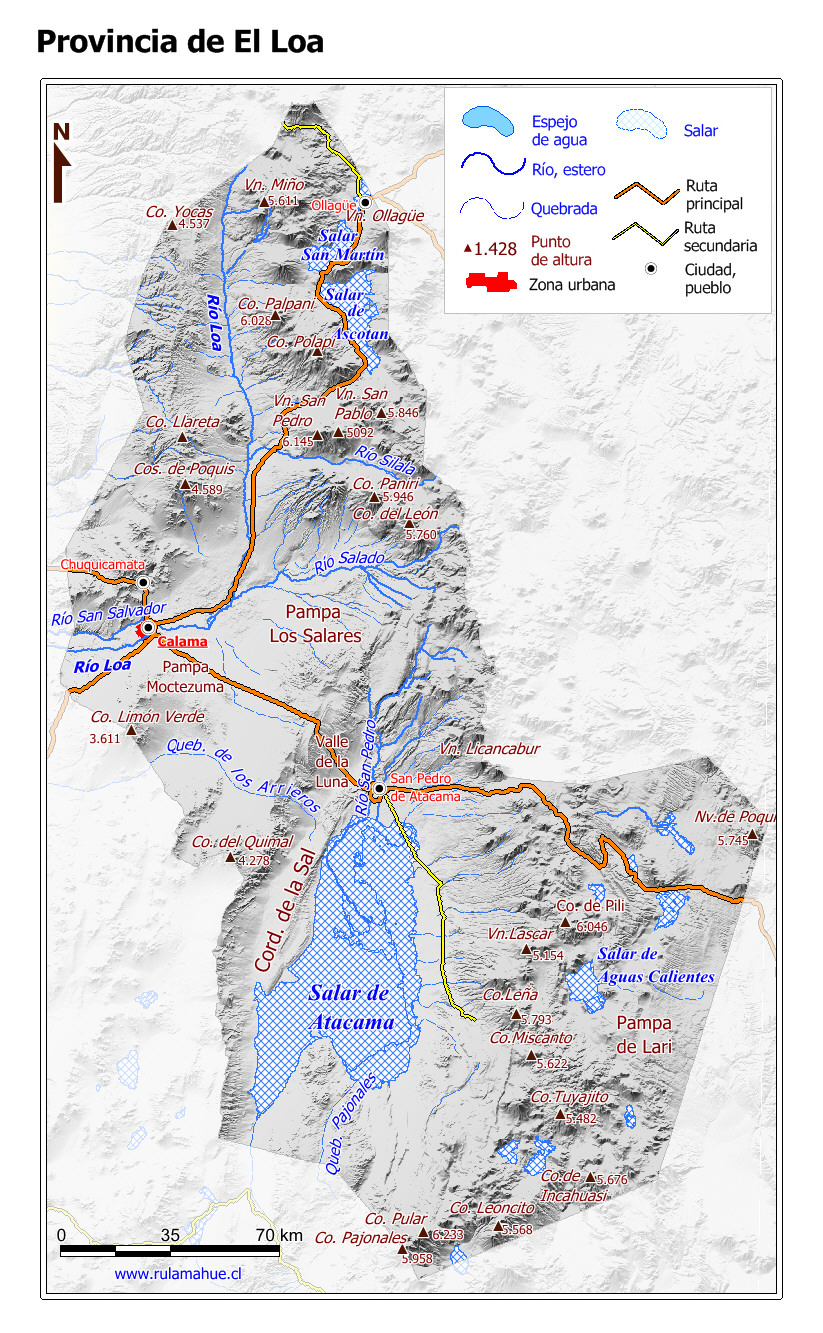 Provincia de El Loa
N
Espejo
de agua
Salar
Río, estero
Quebrada
Ruta
principal
1.428
Punto
de altura
Ruta
secundaria
Zona urbana
Ciudad,
pueblo
Vn. Miño
5.611
Ollagüe
Vn. Ollagüe
Co. Yocas
4.537
Salar
San Martín
Río Loa
Co. Palpani
6.028
Salar
de
Ascotan
Co. Polapi
Vn. San
Pedro
6.145
Vn. San
Pablo
5.846
5092
Co. Llareta
Río Silala
Cos. de Poquis
4.589
Co. Paniri
5.946
Co. del León
5.760
Chuquicamata
Río Salado
Río San Salvador
Pampa
Los Salares
Calama
Río Loa
Pampa
Moctezuma
Co. Limón Verde
3.611
Queb. de los Arrieros
Valle
de la
Luna
Río San Pedro
Vn. Licancabur
San Pedro
de Atacama
Nv.de Poqui
5.745
Co. del Quimal
4.278
Cord. de la Sal
Co. de Pili
6.046
Vn.Lascar
5.154
Salar de
Aguas Calientes
Salar de
Atacama
Co.Leña
5.793
Co.Miscanto
5.622
Pampa
de Lari
Queb. Pajonales
Co.Tuyajito
5.482
Co.de
Incahuasi
5.676
Co. Leoncito
5.568
Co. Pular
6.233
Co. Pajonales
5.958
0 35 70 km
www.rulamahue.cl